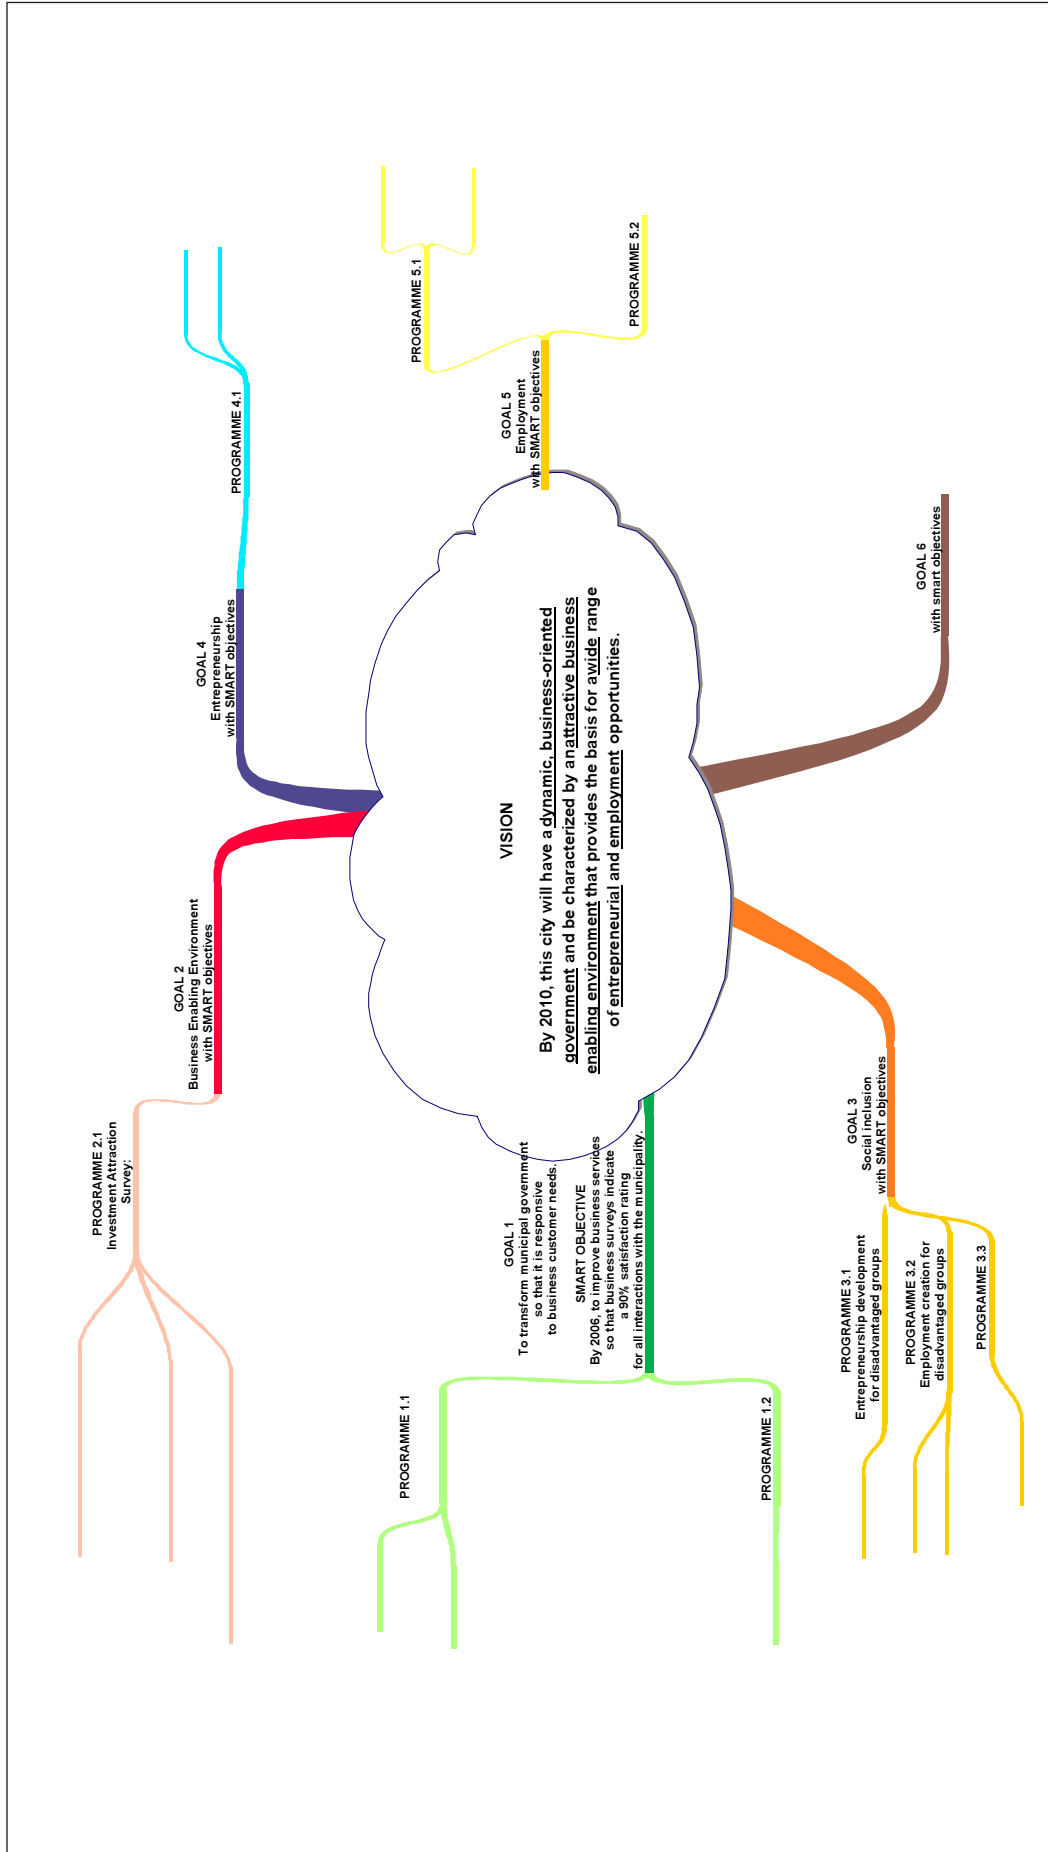 VISION
By 2010, this city will have a dynamic, business-oriented
government and be characterized by anattractive business
enabling environment that provides the basis for awide range
of entrepreneurial and employment opportunities.
GOAL 1
To transform municipal government
so that it is responsive
to business customer needs.
SMART OBJECTIVE
By 2006, to improve business services
so that business surveys indicate
a 90% satisfaction rating
for all interactions with the municipality.
PROGRAMME 1.1
PROGRAMME 1.2
GOAL 2
Business Enabling Environment
with SMART objectives
PROGRAMME 2.1
Investment Attraction
Survey:
GOAL 3
Social inclusion
with SMART objectives
PROGRAMME 3.1
Entrepreneurship development
for disadvantaged groups
PROGRAMME 3.2
Employment creation for
disadvantaged groups
PROGRAMME 3.3
GOAL 4
Entrepreneurship
with SMART objectives
PROGRAMME 4.1
GOAL 5
Employment
with SMART objectives
PROGRAMME 5.1
PROGRAMME 5.2
GOAL 6
with smart objectives